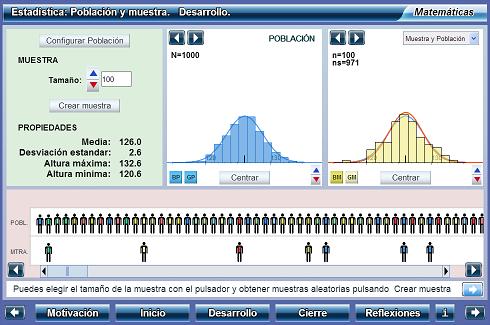 Estadística: Población y muestra. Desarrollo.
Matemáticas
Configurar Población
MUESTRA
Tamaño: 100
Crear muestra
PROPIEDADES
Media: 126.0
Desviación estandar: 2.6
Altura máxima: 132.6
Altura minima: 120.6
POBLACIÓN
N=1000
120 130
BP GP Centrar
Muestra y Población
n=100
ns=971
120 130
BM GM Centrar
POBL.
MTRA.
Puedes elegir el tamaño de la muestra con el pulsador y obtener muestras aleatorias pulsando Crear muestra
Motivación Inicio Desarrollo Cierre Reflexiones i